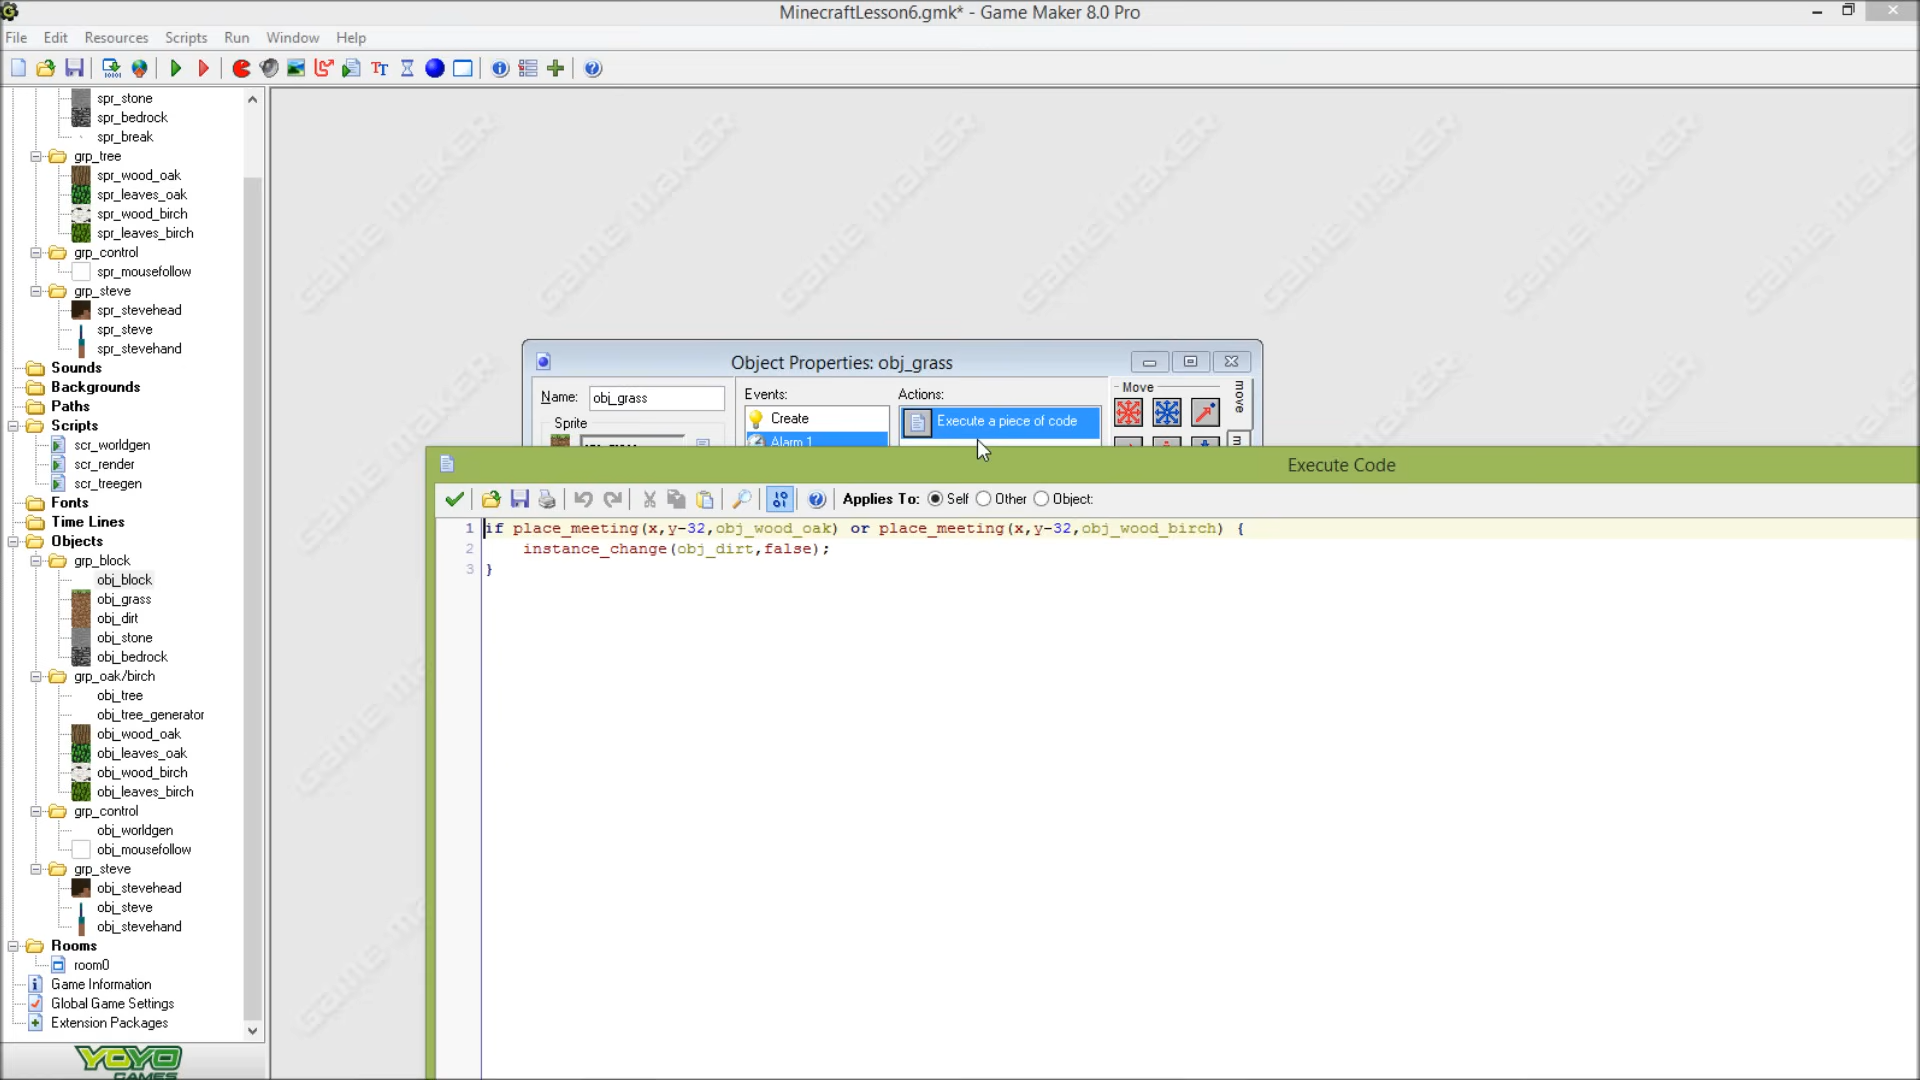 MinecraftLesson6.gmk* - Game Maker 8.0 Pro
File Edit Resources Scripts Run Window Help
spr_stone
spr_bedrock
spr_break
grp_tree
spr_wood_oak
spr_leaves_oak
spr_wood_birch
spr_leaves_birch
grp_control
spr_mousefollow
grp_steve
spr_stevehead
spr_steve
spr_stevehand
Sounds
Backgrounds
Paths
Scripts
scr_worldgen
scr_render
scr_treegen
Fonts
Time Lines
Objects
grp_block
obj_block
obj_grass
obj_dirt
obj_stone
obj_bedrock
grp_oak/birch
obj_tree
obj_tree_generator
obj_wood_oak
obj_leaves_oak
obj_wood_birch
obj_leaves_birch
grp_control
obj_worldgen
obj_mousefollow
grp_steve
obj_stevehead
obj_steve
obj_stevehand
Rooms
room0
Game Information
Global Game Settings
Extension Packages
YOYO
GAMES
Object Properties: obj_grass
Name: obj_grass
Sprite
Events:
Create
Alarm 1
Actions:
Execute a piece of code
Move
move
Execute Code
Applies To: Self Other Object:
1 if place_meeting(x,y-32,obj_wood_oak) or place_meeting(x,y-32,obj_wood_birch) {
2 instance_change(obj_dirt,false);
3 }